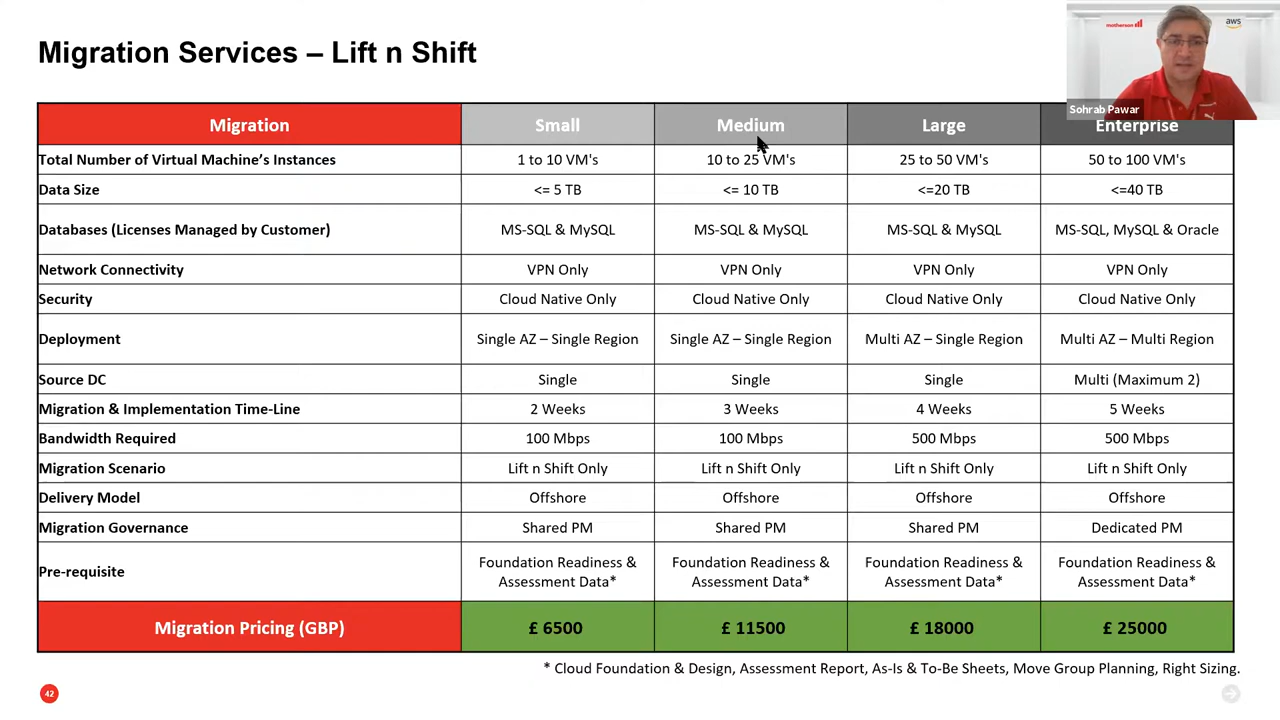 Migration Services – Lift n Shift
motherson
aws
Sohrab Pawar
Migration Small Medium Large Enterprise
Total Number of Virtual Machine’s Instances 1 to 10 VM's 10 to 25 VM's 25 to 50 VM's 50 to 100 VM's
Data Size <= 5 TB <= 10 TB <=20 TB <=40 TB
Databases (Licenses Managed by Customer) MS-SQL & MySQL MS-SQL & MySQL MS-SQL & MySQL MS-SQL, MySQL & Oracle
Network Connectivity VPN Only VPN Only VPN Only VPN Only
Security Cloud Native Only Cloud Native Only Cloud Native Only Cloud Native Only
Deployment Single AZ – Single Region Single AZ – Single Region Multi AZ – Single Region Multi AZ – Multi Region
Source DC Single Single Single Multi (Maximum 2)
Migration & Implementation Time-Line 2 Weeks 3 Weeks 4 Weeks 5 Weeks
Bandwidth Required 100 Mbps 100 Mbps 500 Mbps 500 Mbps
Migration Scenario Lift n Shift Only Lift n Shift Only Lift n Shift Only Lift n Shift Only
Delivery Model Offshore Offshore Offshore Offshore
Migration Governance Shared PM Shared PM Shared PM Dedicated PM
Pre-requisite Foundation Readiness & Foundation Readiness & Foundation Readiness & Foundation Readiness &
Assessment Data* Assessment Data* Assessment Data* Assessment Data*
Migration Pricing (GBP) £ 6500 £ 11500 £ 18000 £ 25000
* Cloud Foundation & Design, Assessment Report, As-Is & To-Be Sheets, Move Group Planning, Right Sizing.
42